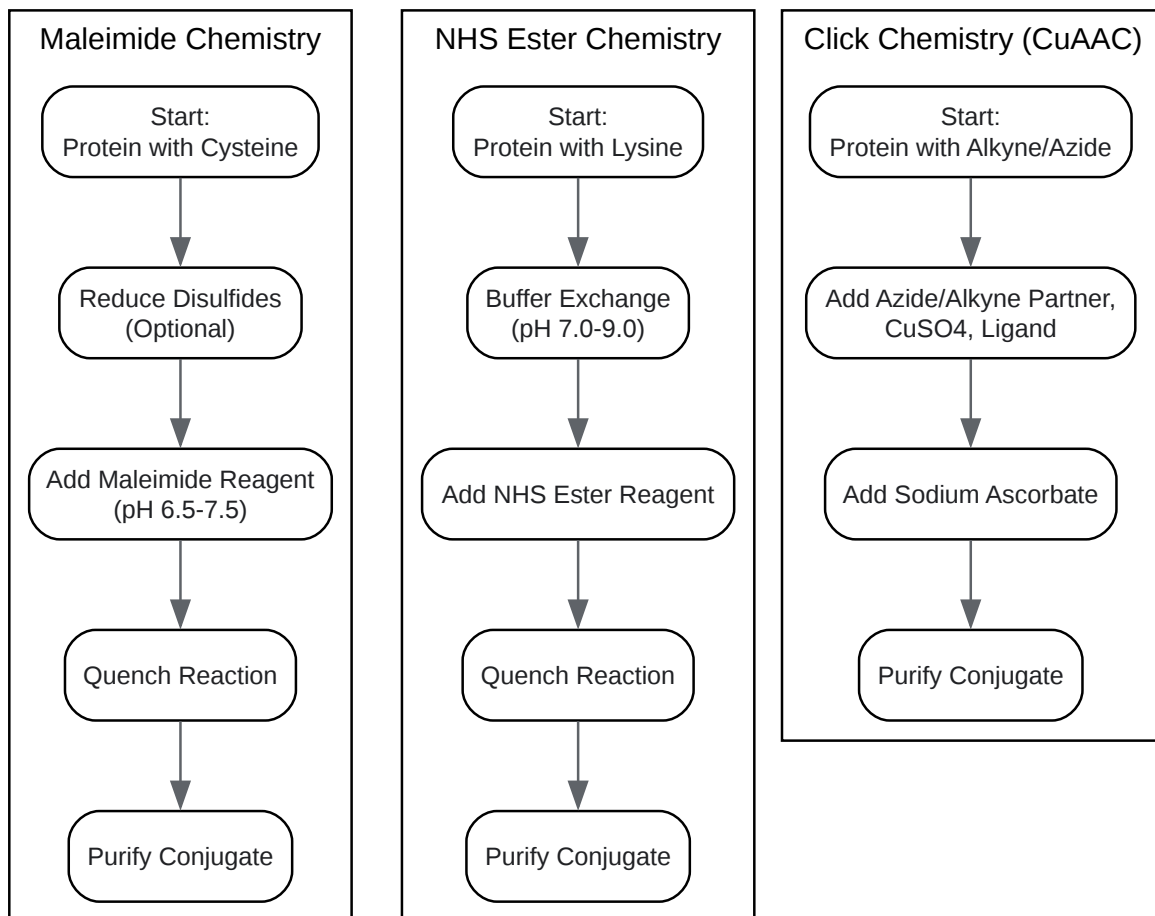 Maleimide Chemistry
Start:
Protein with Cysteine
Reduce Disulfides
(Optional)
Add Maleimide Reagent
(pH 6.5-7.5)
Quench Reaction
Purify Conjugate
NHS Ester Chemistry
Start:
Protein with Lysine
Buffer Exchange
(pH 7.0-9.0)
Add NHS Ester Reagent
Quench Reaction
Purify Conjugate
Click Chemistry (CuAAC)
Start:
Protein with Alkyne/Azide
Add Azide/Alkyne Partner,
CuSO4, Ligand
Add Sodium Ascorbate
Purify Conjugate